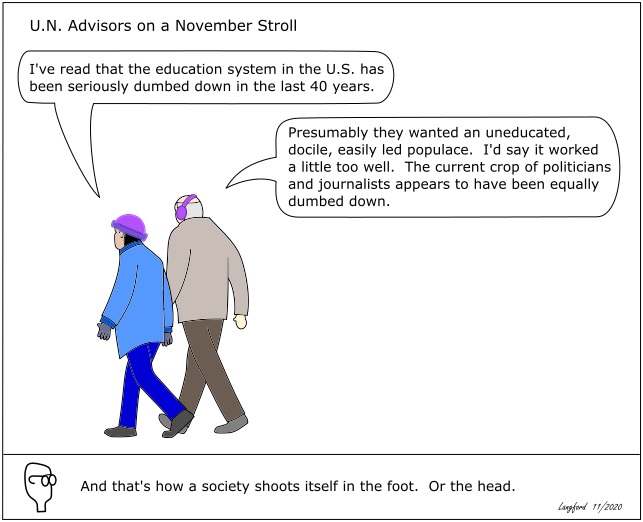 U.N. Advisors on a November Stroll
I've read that the education system in the U.S. has
been seriously dumbed down in the last 40 years.
Presumably they wanted an uneducated,
docile, easily led populace.  I'd say it worked
a little too well.  The current crop of politicians
and journalists appears to have been equally
dumbed down.
And that's how a society shoots itself in the foot.  Or the head.
Langford 11/2020